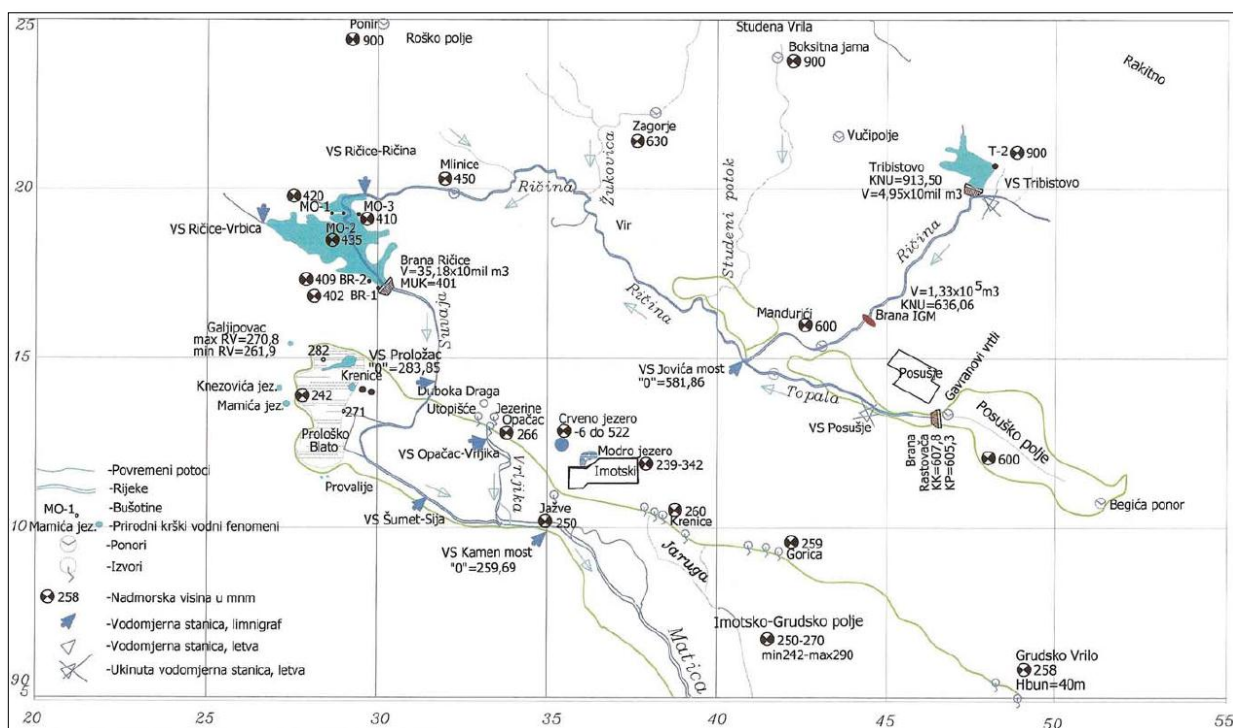 25
Ponir
900
Roško polje
Studena Vrila
Boksitna jama
900
Rakitno
Zagorje
630
Vučipolje
T-2
900
VS Ričice-Ričina
Mlinice
450
Žukovica
Studeni potok
Tribistovo
KNU=913,50
V=4,95x10mil m3
VS Tribistovo
20
420
MO-1
MO-3
410
MO-2
435
VS Ričice-Vrbica
Ričina
Vir
Ričina
Brana Ričice
V=35,18x10mil m3
MUK=401
409 BR-2
402 BR-1
Suvaja
Ričina
V=1,33x10 5 m3
KNU=636,06
Brana IGM
Mandurići
600
Galjipovac
max RV=270,8
min RV=261,9
15
282
VS Proložac
"0"=283,85
VS Jovića most
"0"=581,86
Posušje
Gavranovi vrtli
Knezovića jez.
Krenice
Mamića jez.
242
271
Duboka Draga
Utopišće
Jezerine
Opačac
266
Crveno jezero
-6 do 522
Topala
VS Posušje
Brana
Rastovača
KK=607,8
KP=605,3
Posuško polje
600
Prološko
Blato
VS Opačac-Vrljika
Modro jezero
Imotski
239-342
Vrljika
Provalije
Begića ponor
-Povremeni potoci
-Rijeke
MO-1
-Bušotine
Mamića jez.
-Prirodni krški vodni fenomeni
-Ponori
-Izvori
258
-Nadmorska visina u mnm
-Vodomjerna stanica, limnigraf
-Vodomjerna stanica, letva
-Ukinuta vodomjerna stanica, letva
VS Šumet-Sija
Jažve
250
260
Krenice
10
VS Kamen most
"0"=259,69
Jaruga
259
Gorica
Matica
Imotsko-Grudsko polje
250-270
min242-max290
Grudsko Vrilo
258
Hbun=40m
90
5
20
25
30
35
40
45
50
55